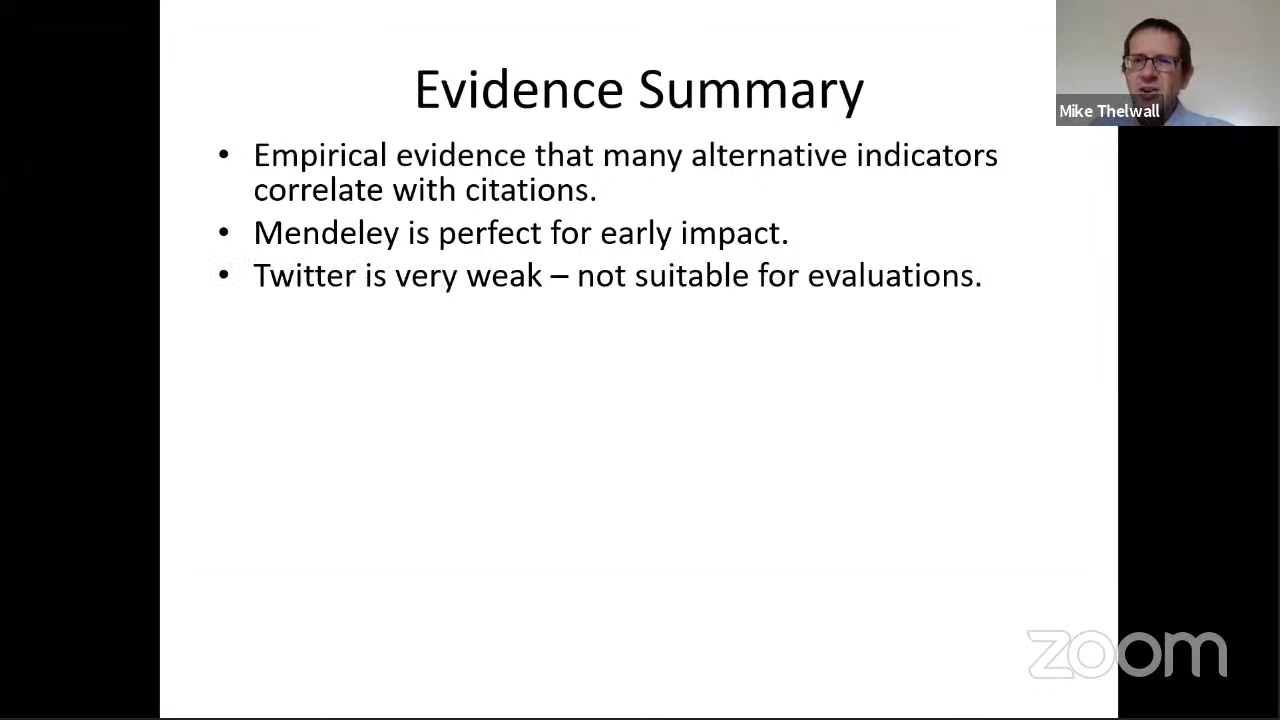 Evidence Summary
Mike Thelwall
• Empirical evidence that many alternative indicators
correlate with citations.
• Mendeley is perfect for early impact.
• Twitter is very weak – not suitable for evaluations.
zoom